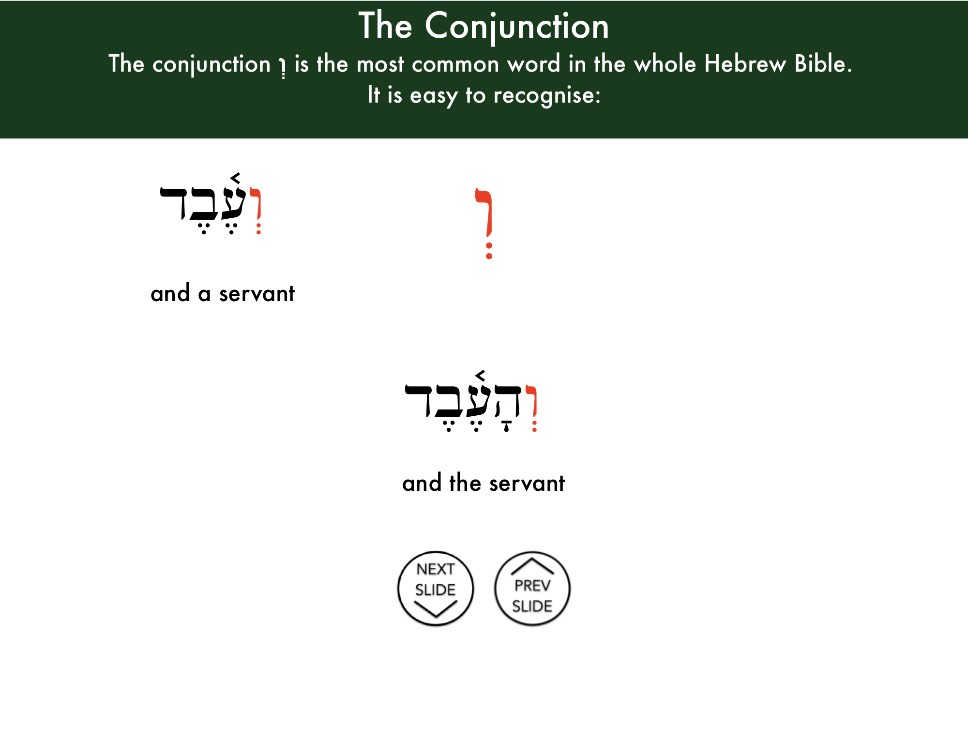 The Conjunction
The conjunction וְ is the most common word in the whole Hebrew Bible.
It is easy to recognise:
וְעֶ֫בֶד
וְ
and a servant
וְהָעֶ֫בֶד
and the servant
NEXT
SLIDE
PREV
SLIDE